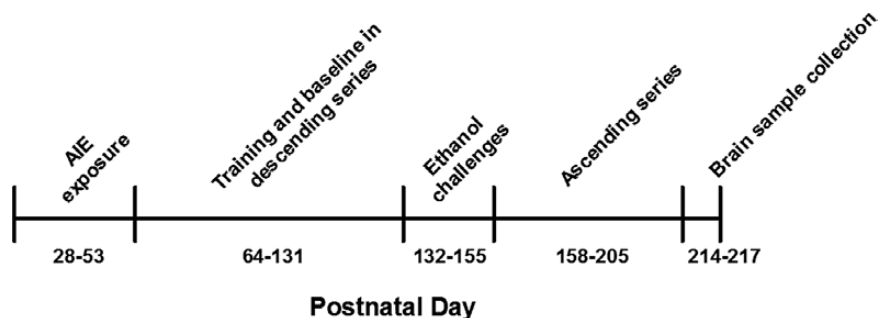 AIE
exposure
Training and baseline in
descending series
Ethanol
challenges
Ascending series
Brain sample collection
28-53
64-131
132-155
158-205
214-217
Postnatal Day